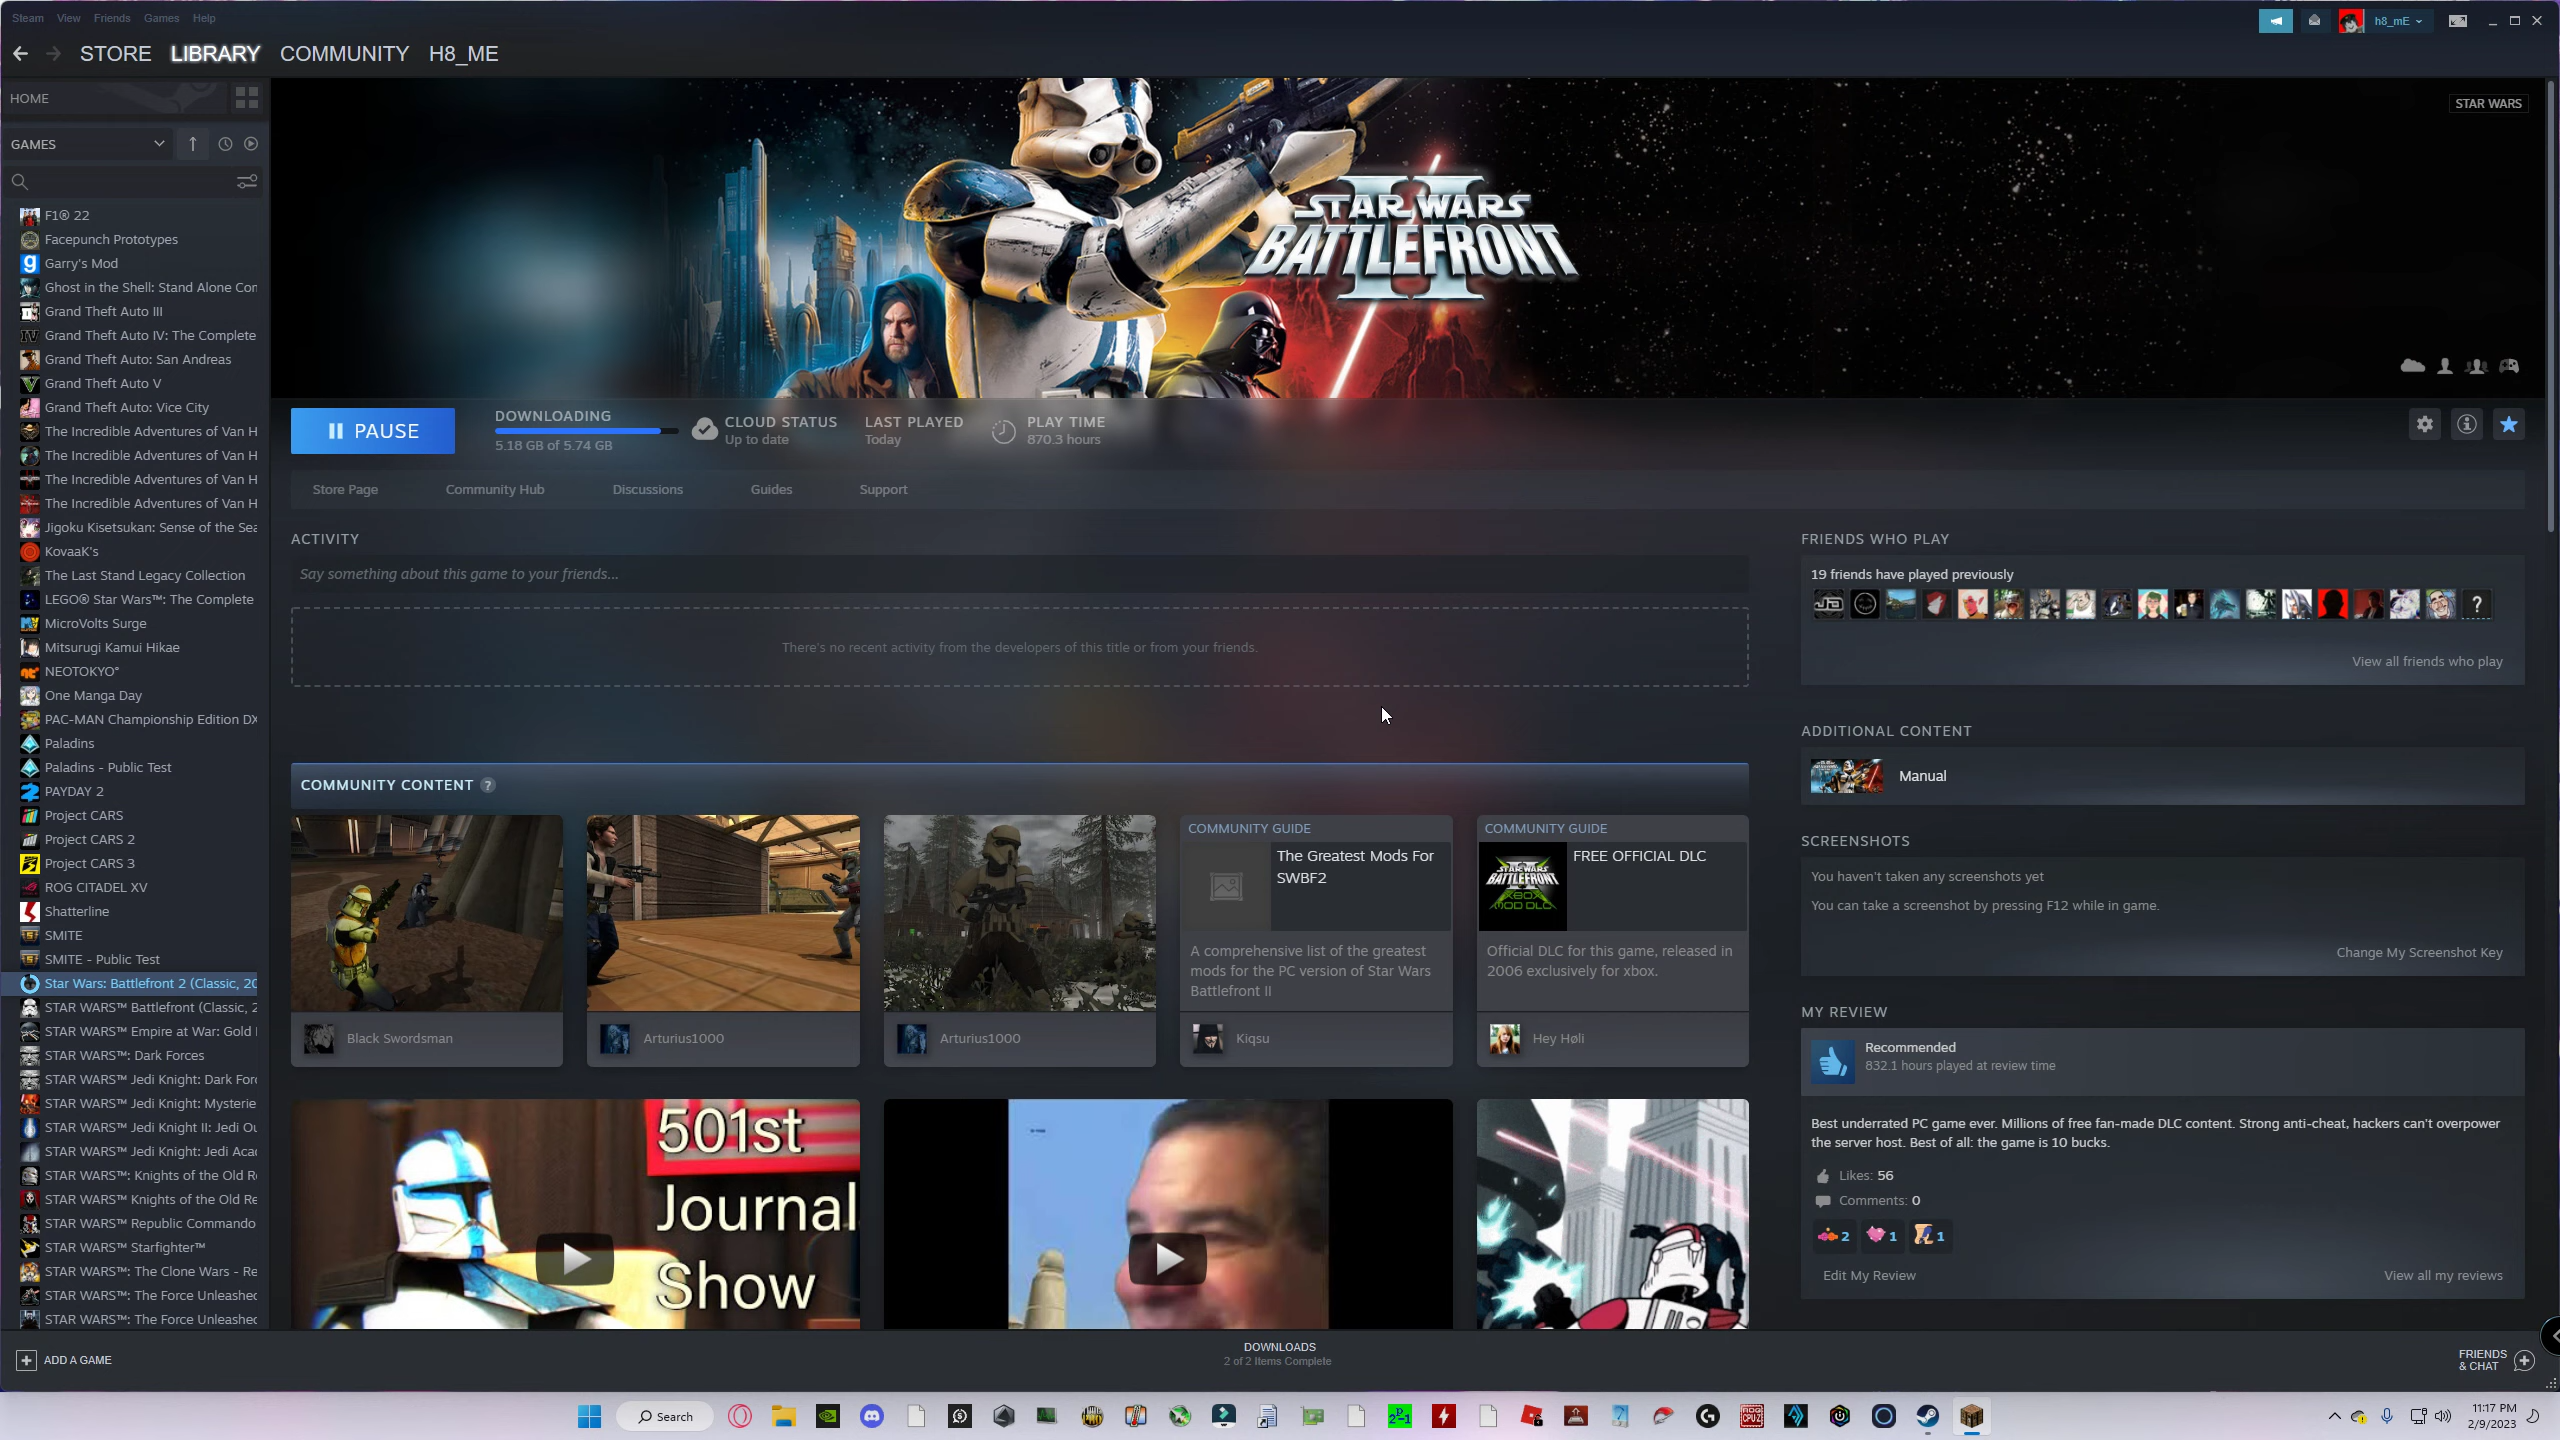 Steam View Friends Games Help
h8_mE
STORE LIBRARY COMMUNITY H8_ME
HOME
GAMES
F1® 22
Facepunch Prototypes
Garry's Mod
Ghost in the Shell: Stand Alone Con
Grand Theft Auto III
Grand Theft Auto IV: The Complete
Grand Theft Auto: San Andreas
Grand Theft Auto V
Grand Theft Auto: Vice City
The Incredible Adventures of Van H
The Incredible Adventures of Van H
The Incredible Adventures of Van H
The Incredible Adventures of Van H
Jigoku Kisetsukan: Sense of the Sea
KovaaK's
The Last Stand Legacy Collection
LEGO® Star Wars™: The Complete
MicroVolts Surge
Mitsurugi Kamui Hikae
NEOTOKYO°
One Manga Day
PAC-MAN Championship Edition DX
Paladins
Paladins - Public Test
PAYDAY 2
Project CARS
Project CARS 2
Project CARS 3
ROG CITADEL XV
Shatterline
SMITE
SMITE - Public Test
Star Wars: Battlefront 2 (Classic, 20
STAR WARS™ Battlefront (Classic, 2
STAR WARS™ Empire at War: Gold
STAR WARS™: Dark Forces
STAR WARS™ Jedi Knight: Dark Forc
STAR WARS™ Jedi Knight: Mysterie
STAR WARS™ Jedi Knight II: Jedi Ou
STAR WARS™ Jedi Knight: Jedi Aca
STAR WARS™: Knights of the Old Re
STAR WARS™ Knights of the Old Re
STAR WARS™ Republic Commando
STAR WARS™ Starfighter™
STAR WARS™: The Clone Wars - Re
STAR WARS™: The Force Unleashed
STAR WARS™: The Force Unleashed
ADD A GAME
STAR WARS
II
STAR WARS
BATTLEFRONT
PAUSE
DOWNLOADING
5.18 GB of 5.74 GB
CLOUD STATUS
Up to date
LAST PLAYED
Today
PLAY TIME
870.3 hours
Store Page Community Hub Discussions Guides Support
ACTIVITY
Say something about this game to your friends...
There's no recent activity from the developers of this title or from your friends.
COMMUNITY CONTENT ?
Black Swordsman
Arturius1000
Arturius1000
COMMUNITY GUIDE
The Greatest Mods For
SWBF2
A comprehensive list of the greatest
mods for the PC version of Star Wars
Battlefront II
Kiqsu
COMMUNITY GUIDE
FREE OFFICIAL DLC
STAR WARS
BATTLEFRONT
XBOX
MOD DLC
Official DLC for this game, released in
2006 exclusively for xbox.
Hey Høli
501st
Journal
Show
FRIENDS WHO PLAY
19 friends have played previously
?
View all friends who play
ADDITIONAL CONTENT
Manual
SCREENSHOTS
You haven't taken any screenshots yet
You can take a screenshot by pressing F12 while in game.
Change My Screenshot Key
MY REVIEW
Recommended
832.1 hours played at review time
Best underrated PC game ever. Millions of free fan-made DLC content. Strong anti-cheat, hackers can't overpower
the server host. Best of all: the game is 10 bucks.
Likes: 56
Comments: 0
2 1 1
Edit My Review
View all my reviews
DOWNLOADS
2 of 2 Items Complete
FRIENDS
& CHAT
Search
11:17 PM
2/9/2023